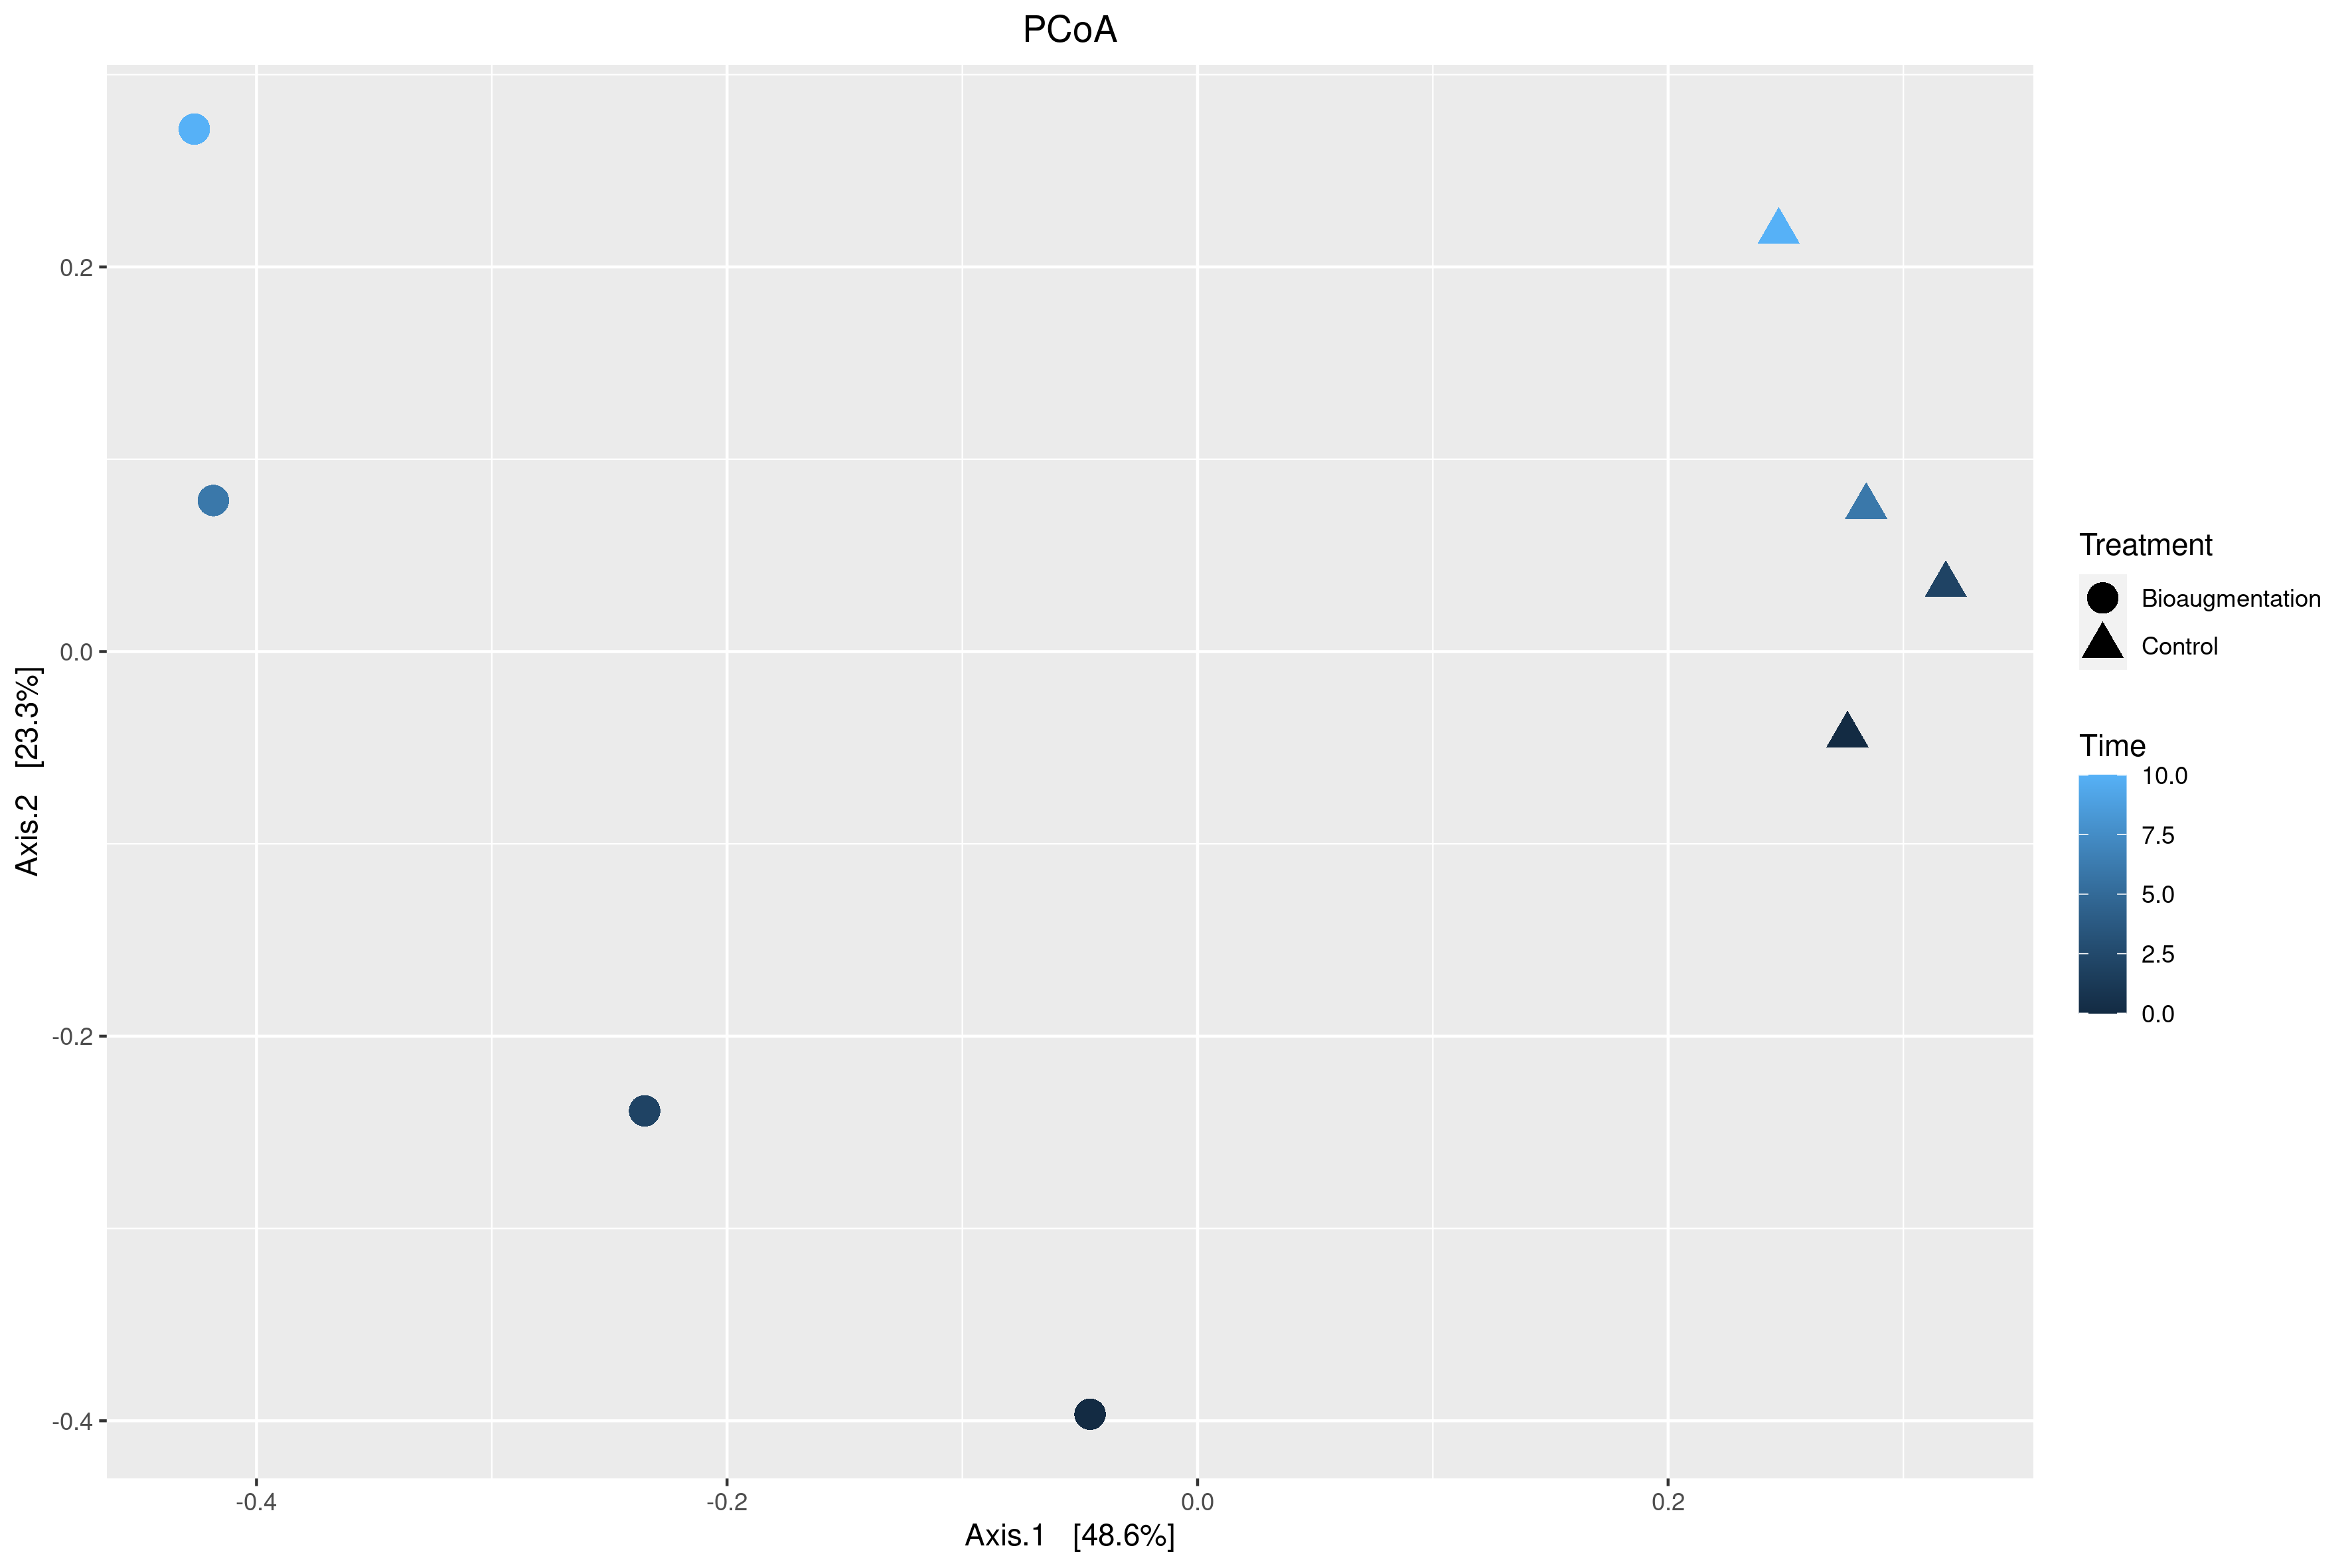 PCoA
0.2
0.0
-0.2
-0.4
Axis.2 [23.3%]
-0.4 -0.2 0.0 0.2
Axis.1 [48.6%]
Treatment
Bioaugmentation
Control
Time
10.0
7.5
5.0
2.5
0.0